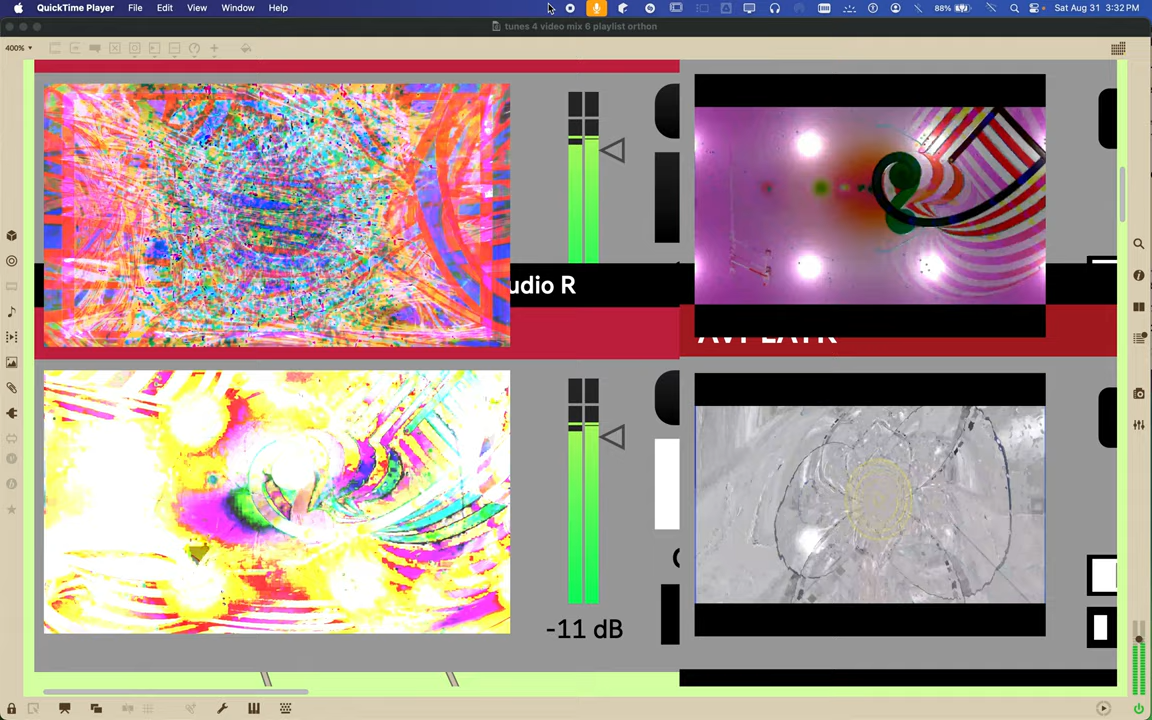 QuickTime Player File Edit View Window Help 88% Sat Aug 31 3:32 PM
tunes 4 video mix 6 playlist orthon
400%
udio R
-11 dB